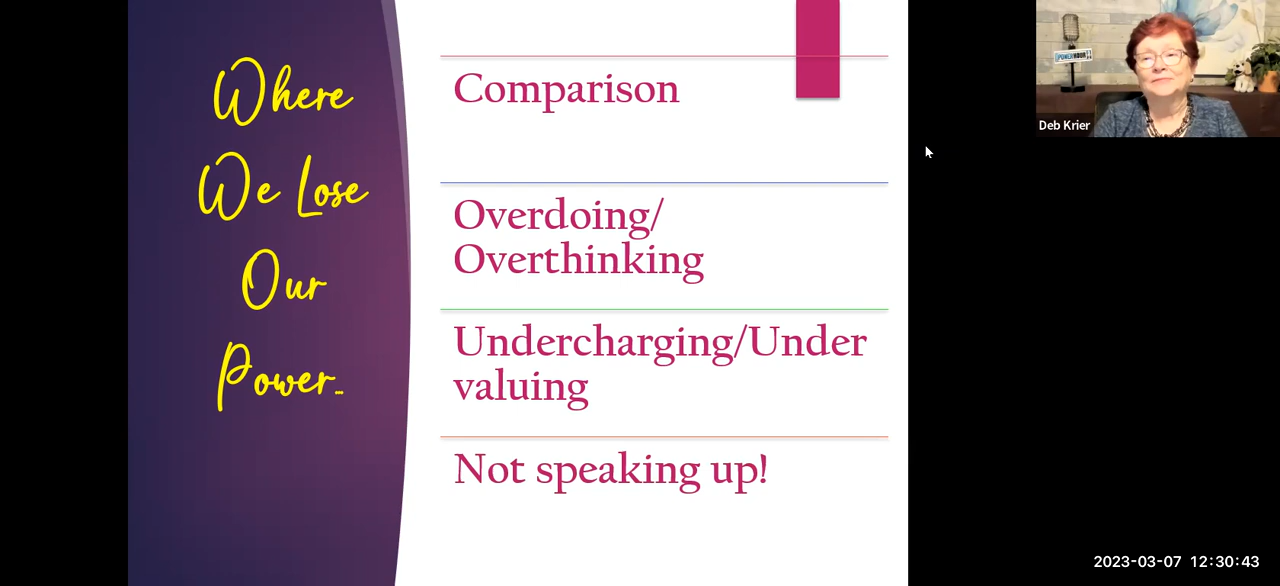 Where
We Lose
Our
Power...
Comparison
Overdoing/
Overthinking
Undercharging/Under
valuing
Not speaking up!
POWERHOUR
Deb Krier
2023-03-07 12:30:43